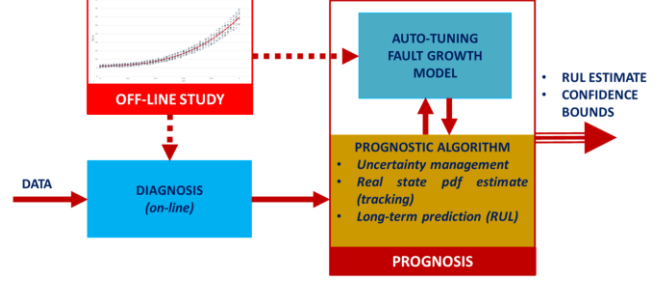 AUTO-TUNING
FAULT GROWTH
MODEL
OFF-LINE STUDY
• RUL ESTIMATE
• CONFIDENCE
BOUNDS
PROGNOSTIC ALGORITHM
• Uncertainty management
• Real state pdf estimate
(tracking)
• Long-term prediction (RUL)
DATA
DIAGNOSIS
(on-line)
PROGNOSIS